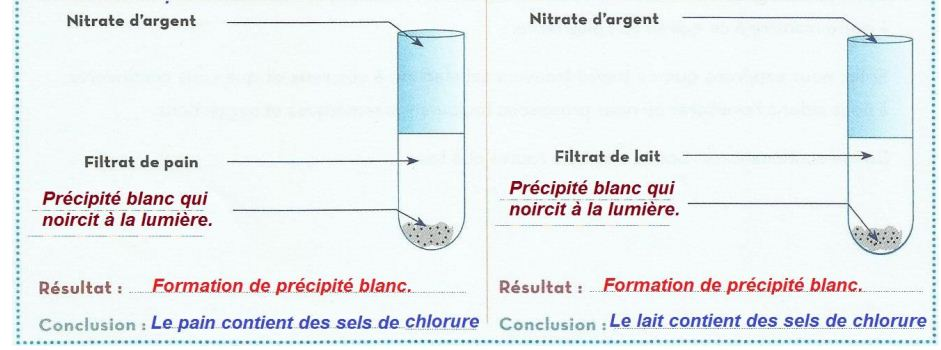 Nitrate d'argent
Filtrat de pain
Précipité blanc qui
noircit à la lumière.
Résultat : Formation de précipité blanc.
Conclusion : Le pain contient des sels de chlorure
Nitrate d'argent
Filtrat de lait
Précipité blanc qui
noircit à la lumière.
Résultat : Formation de précipité blanc.
Conclusion : Le lait contient des sels de chlorure